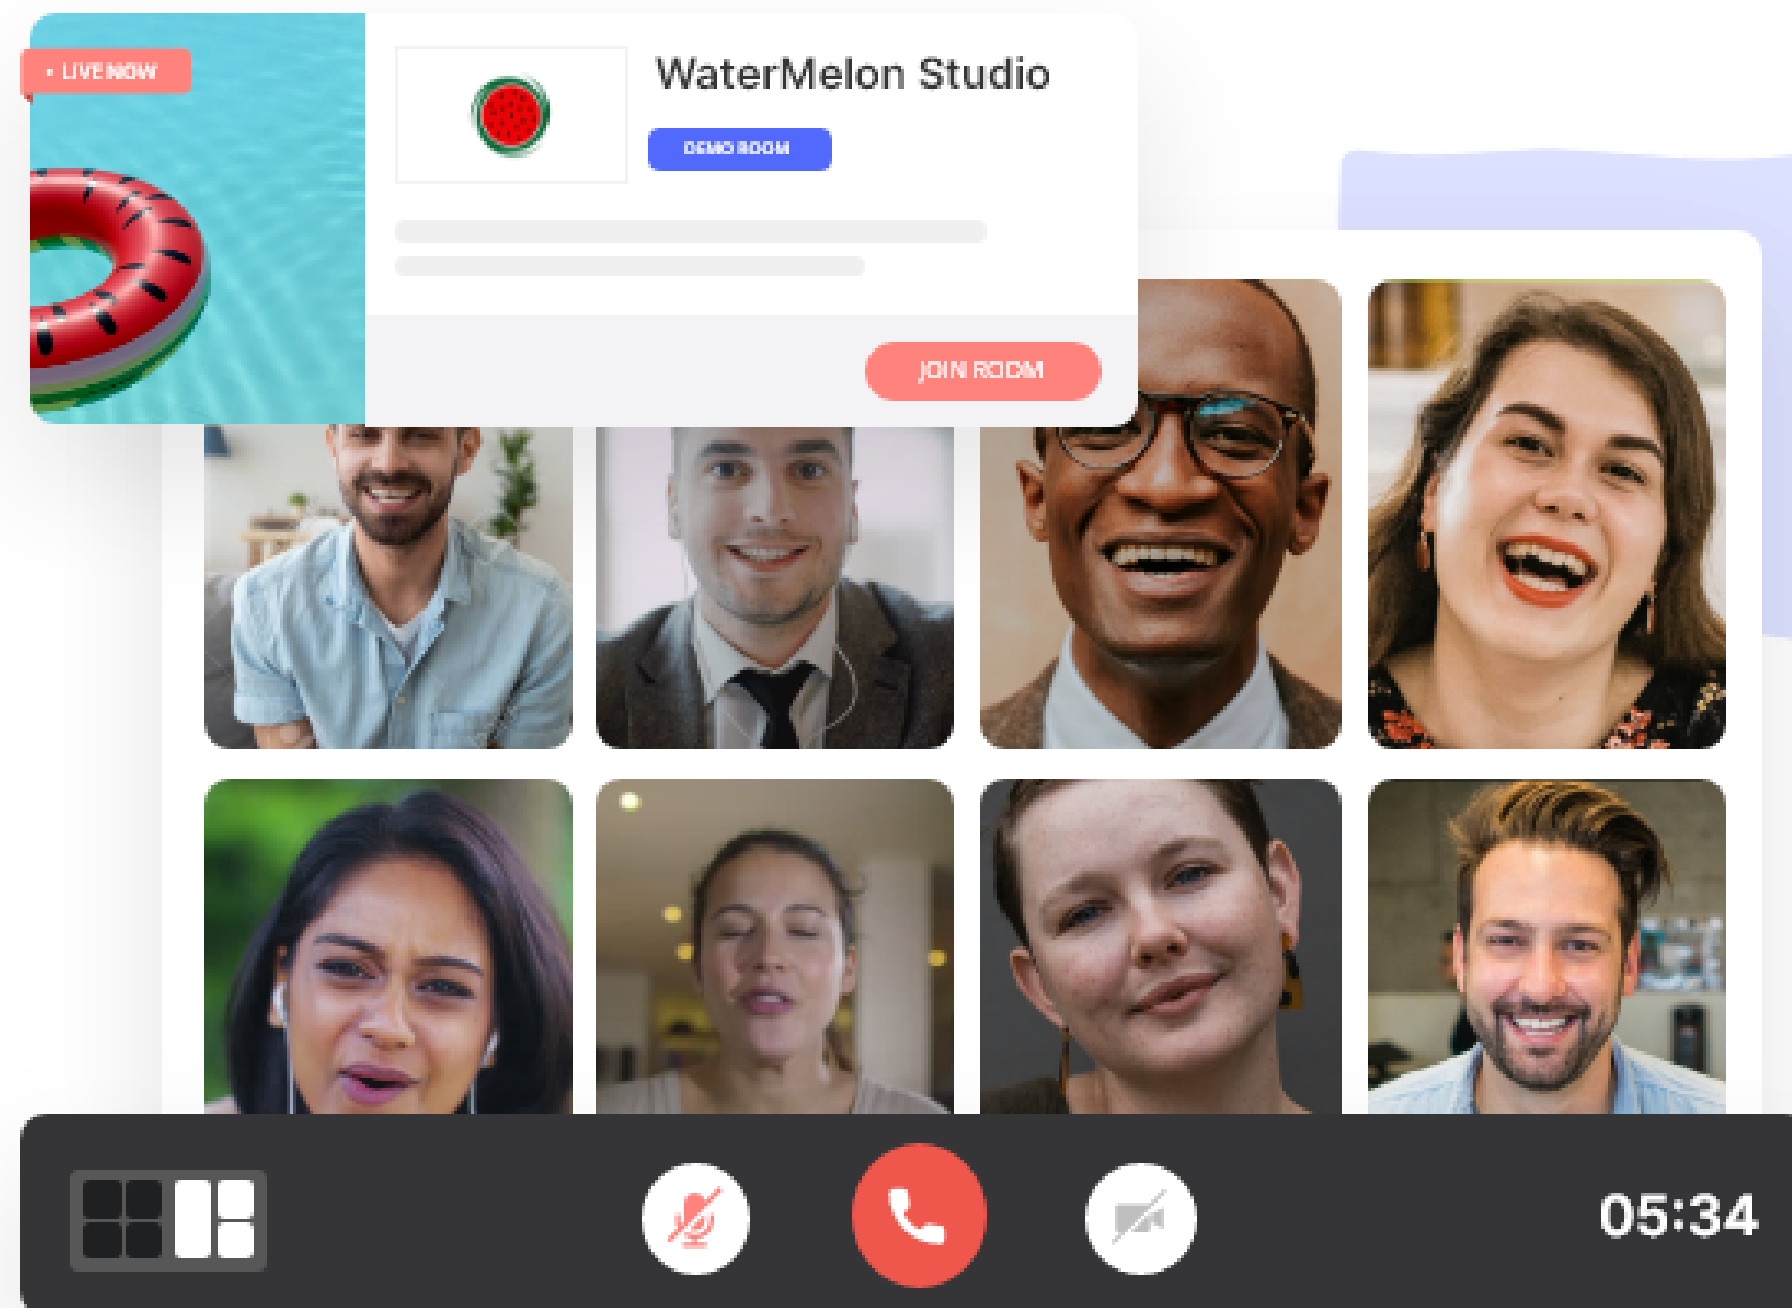 • LIVE NOW
WaterMelon Studio
DEMO ROOM
JOIN ROOM
05:34